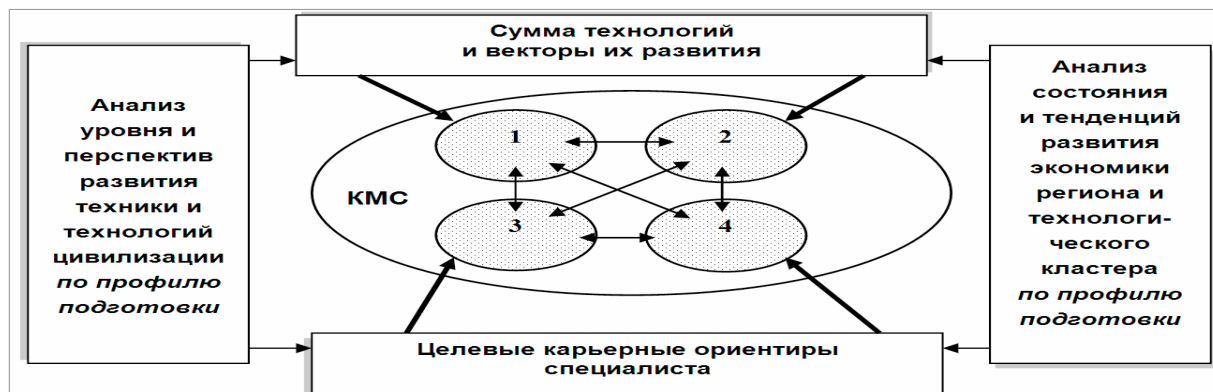 Сумма технологий
и векторы их развития
Анализ
уровня и
перспектив
развития
техники и
технологий
цивилизации
по профилю
подготовки
КМС
1
2
3
4
Анализ
состояния
и тенденций
развития
экономики
региона и
технологи-
ческого
кластера
по профилю
подготовки
Целевые карьерные ориентиры
специалиста